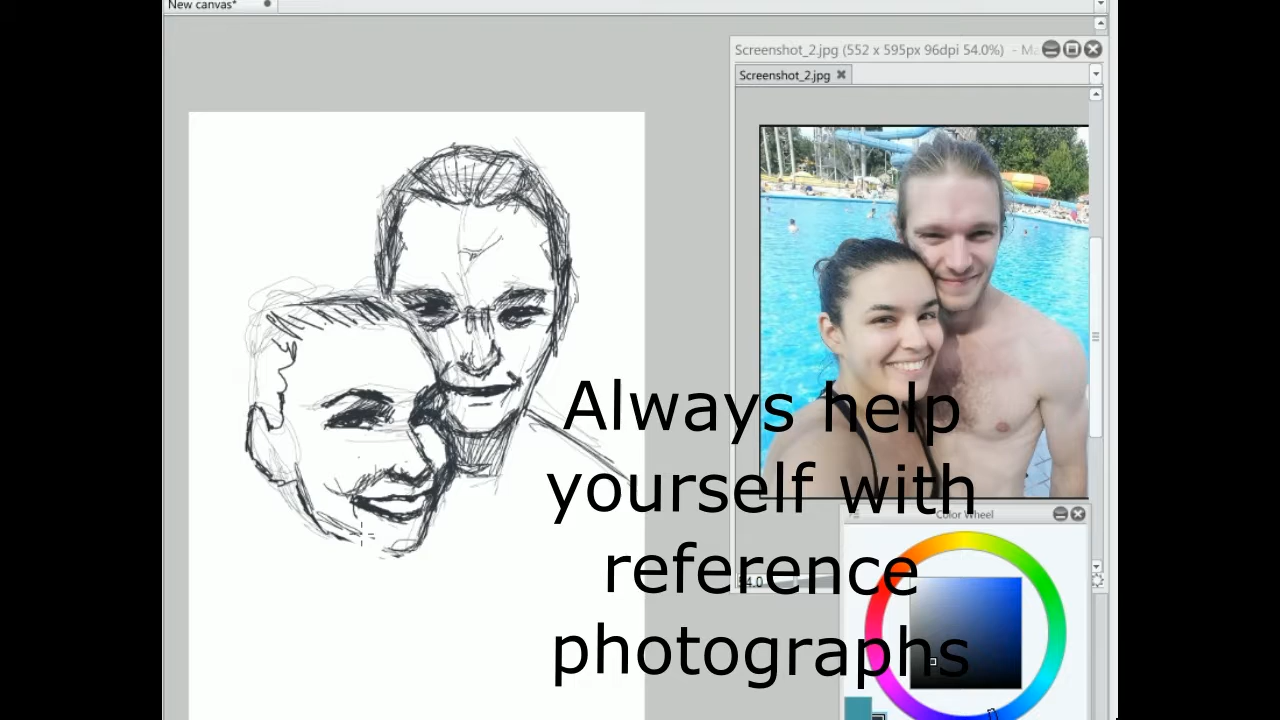 New canvas*
Screenshot_2.jpg (552 x 595px 96dpi 54.0%) - M
Screenshot_2.jpg
Always help
yourself with
reference
photographs
Color Wheel